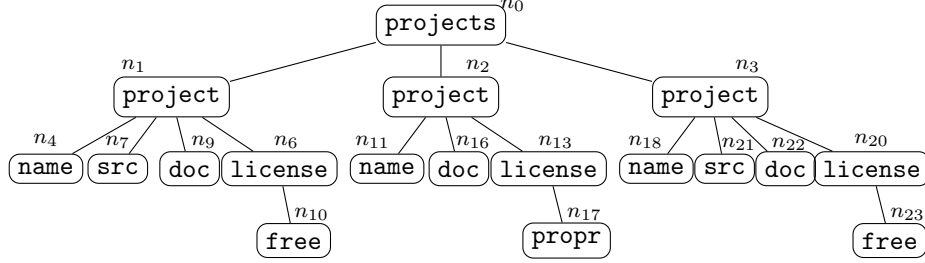 n0
projects
n1 n2 n3
project project project
n4 n7 n9 n6 n11 n16 n13 n18 n21 n22 n20
name src doc license name doc license name src doc license
n10 n17 n23
free propr free